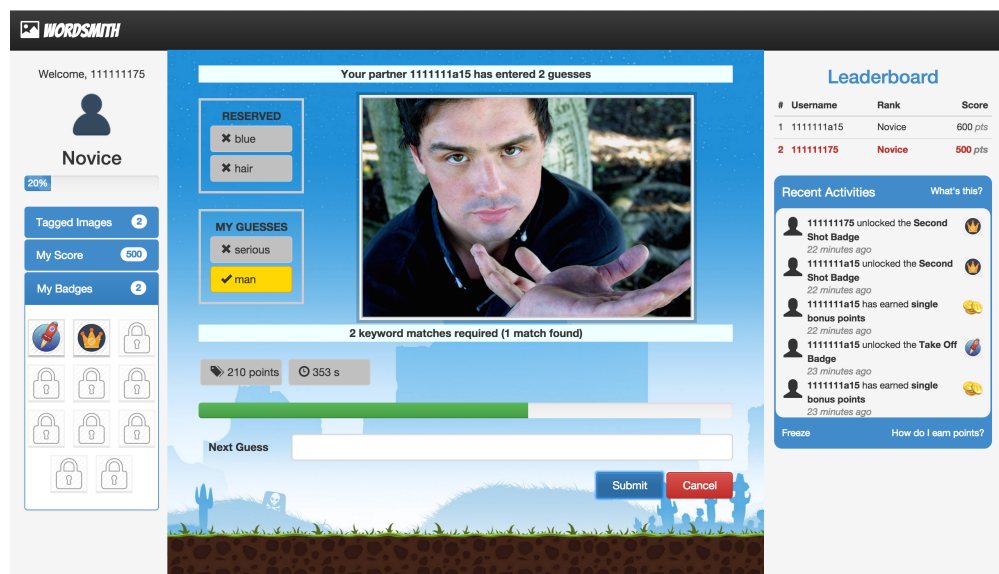 WORDSMITH
Welcome, 111111175
Novice
20%
Tagged Images 2
My Score 500
My Badges 2
Your partner 1111111a15 has entered 2 guesses
RESERVED
blue
hair
MY GUESSES
serious
man
2 keyword matches required (1 match found)
210 points
353 s
Next Guess
Submit
Cancel
Leaderboard
# Username Rank Score
1 1111111a15 Novice 600 pts
2 111111175 Novice 500 pts
Recent Activities What's this?
111111175 unlocked the Second
Shot Badge
22 minutes ago
1111111a15 unlocked the Second
Shot Badge
22 minutes ago
1111111a15 has earned single
bonus points
22 minutes ago
1111111a15 unlocked the Take Off
Badge
23 minutes ago
1111111a15 has earned single
bonus points
23 minutes ago
Freeze How do I earn points?